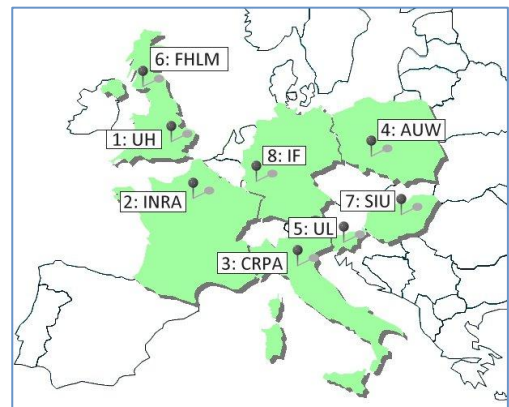 6: FHLM
1: UH
4: AUW
8: IF
2: INRA
7: SIU
5: UL
3: CRPA